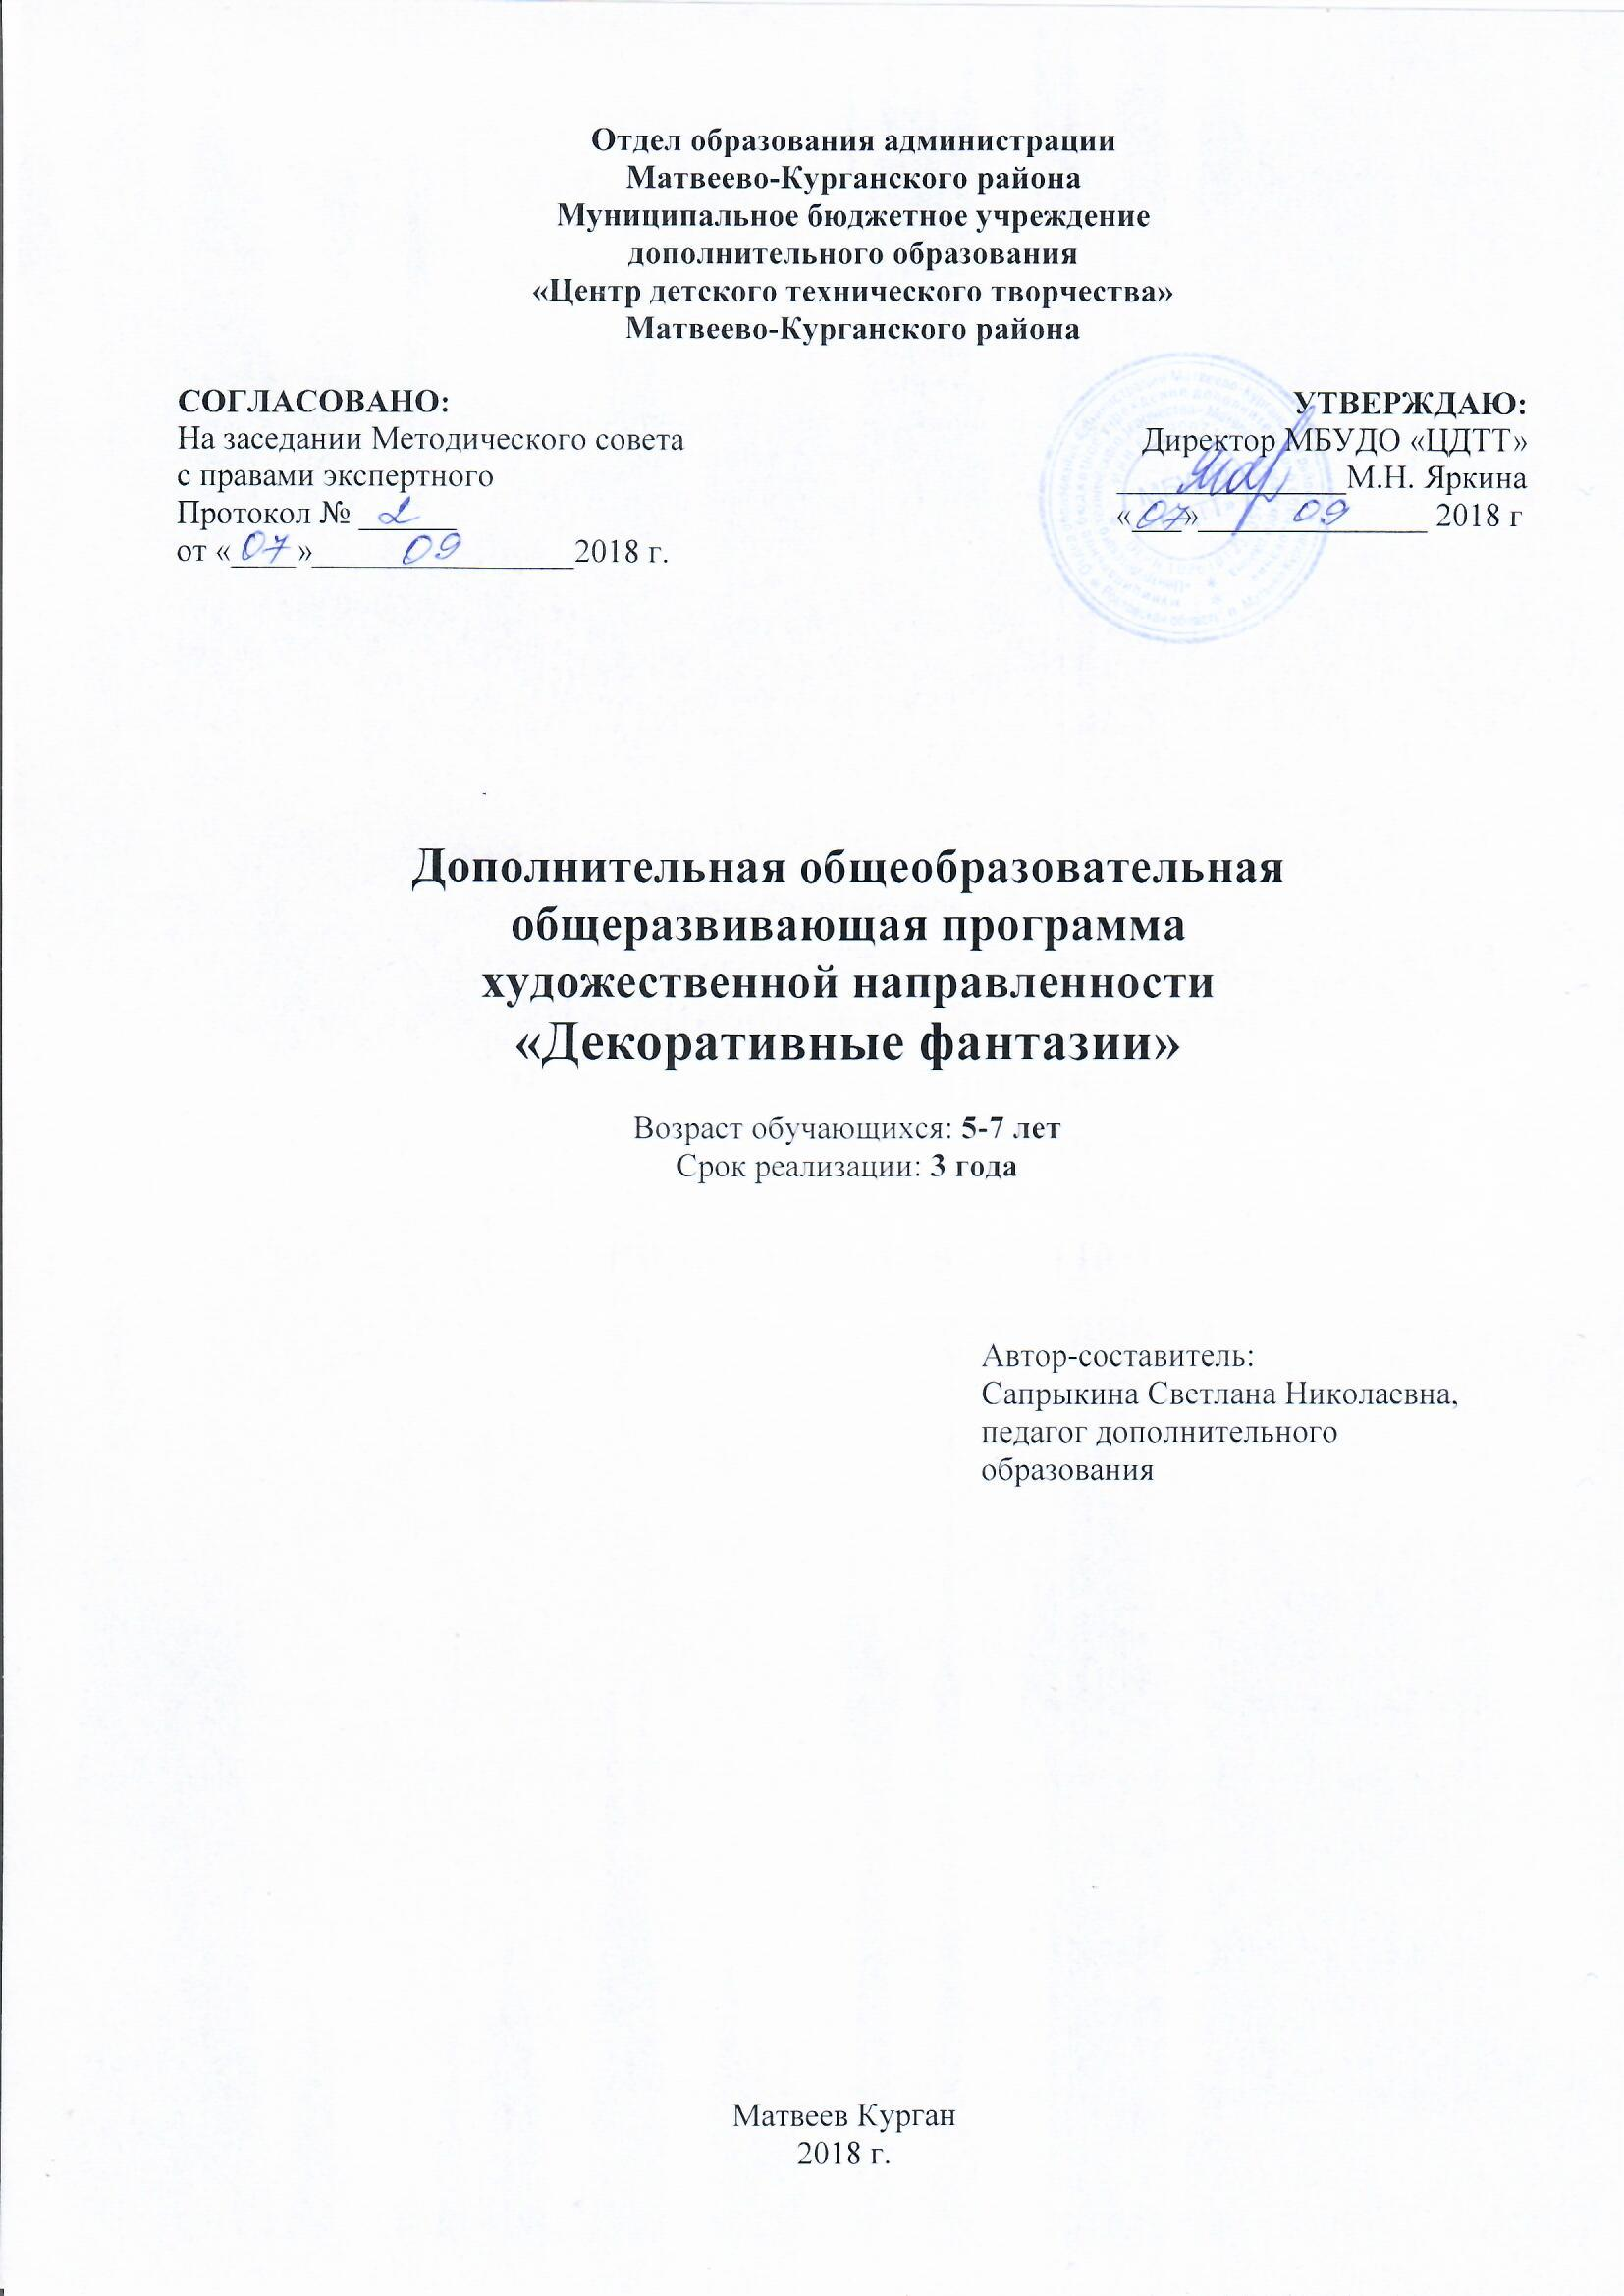 Отдел образования администрации
Матвеево-Курганского района
Муниципальное бюджетное учреждение
дополнительного образования
«Центр детского технического творчества»
Матвеево-Курганского района
СОГЛАСОВАНО:
На заседании Методического совета
с правами экспертного
Протокол № 2
от «07»09 2018 г.
УТВЕРЖДАЮ:
Директор МБУДО «ЦДТТ»
М.Н. Яркина
«07» 09 2018 г
Дополнительная общеобразовательная
общеразвивающая программа
художественной направленности
«Декоративные фантазии»
Возраст обучающихся: 5-7 лет
Срок реализации: 3 года
Автор-составитель:
Сапрыкина Светлана Николаевна,
педагог дополнительного
образования
Матвеев Курган
2018 г.